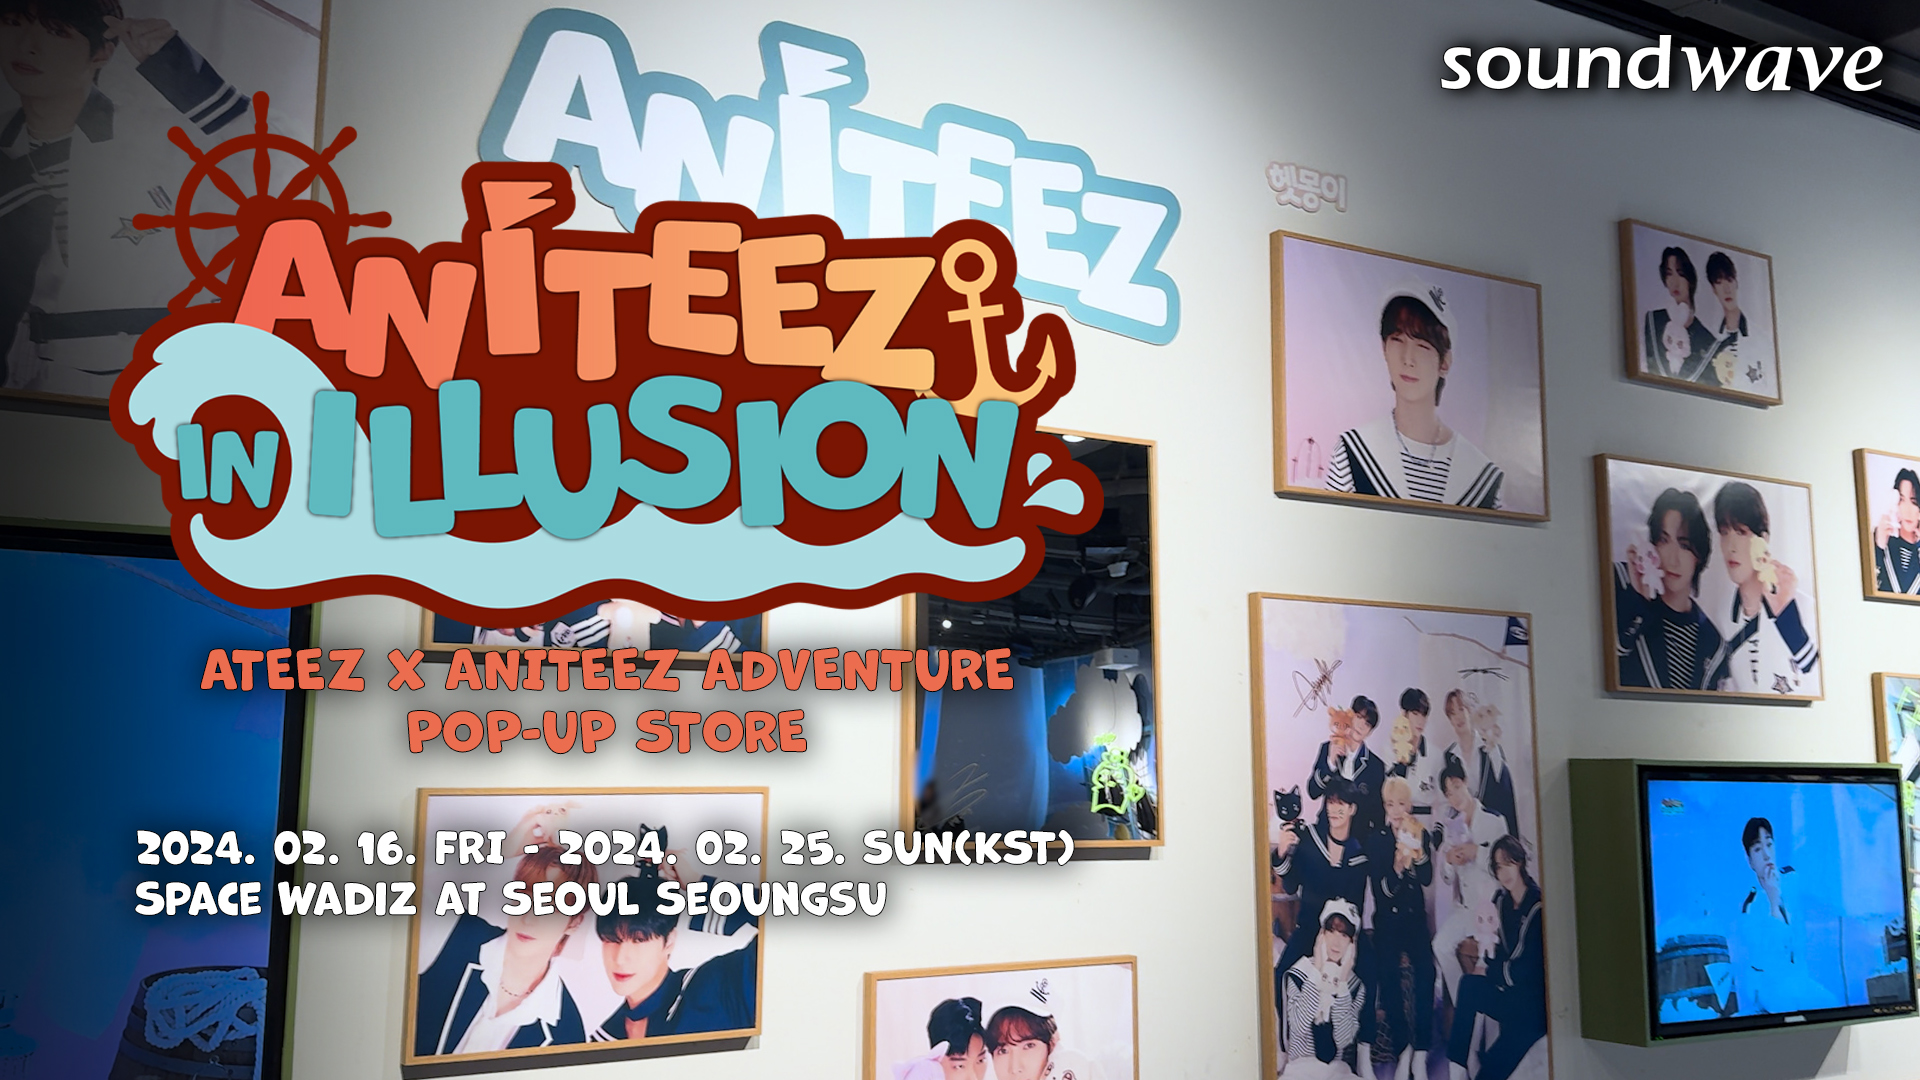 soundwave
ANITEEZ
헷몽이
ANITEEZ
IN ILLUSION
ATEEZ X ANITEEZ ADVENTURE
POP-UP STORE
2024. 02. 16. FRI - 2024. 02. 25. SUN(KST)
SPACE WADIZ AT SEOUL SEOUNGSU